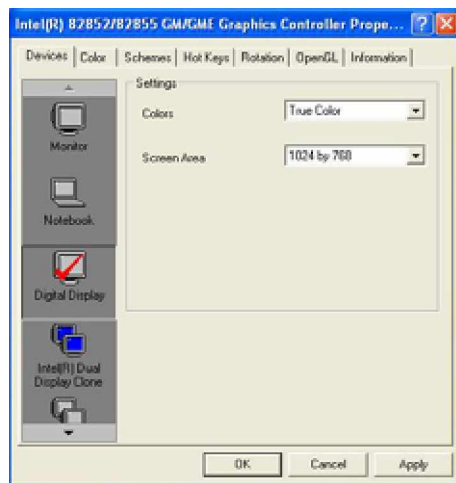 Intel(R) 82852/82855 GM/GME Graphics Controller Prope...
Devices Color Schemes Hot Keys Rotation OpenGL Information
Settings
Colors True Color
Screen Area 1024 by 768
Monitor
Notebook
Digital Display
Intel(R) Dual
Display Clone
OK Cancel Apply